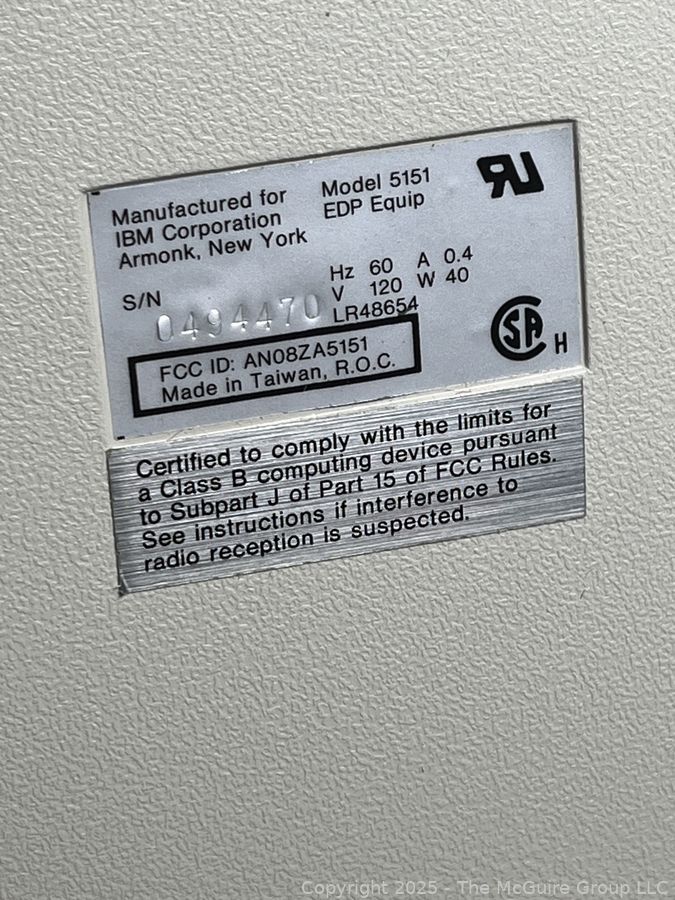 Manufactured for
IBM Corporation
Armonk, New York
Model 5151
EDP Equip
RU
S/N
0494470
Hz 60 A 0.4
V 120 W 40
LR48654
SA H
FCC ID: AN08ZA5151
Made in Taiwan, R.O.C.
Certified to comply with the limits for
a Class B computing device pursuant
to Subpart J of Part 15 of FCC Rules.
See instructions if interference to
radio reception is suspected.
Copyright 2025 - The McGuire Group LLC